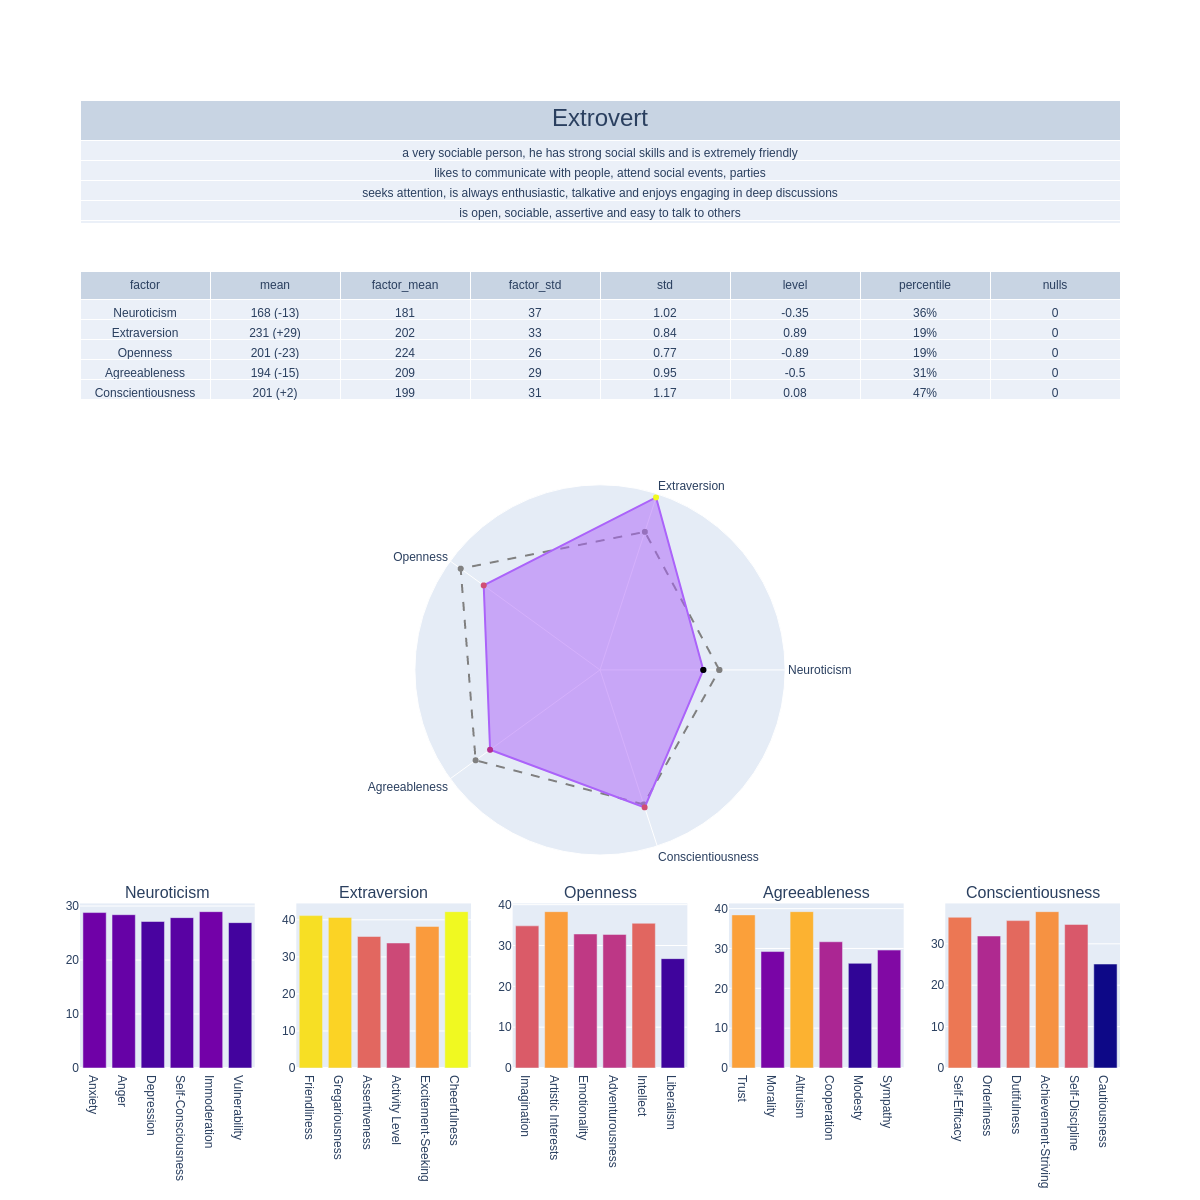 Extrovert
a very sociable person, he has strong social skills and is extremely friendly
likes to communicate with people, attend social events, parties
seeks attention, is always enthusiastic, talkative and enjoys engaging in deep discussions
is open, sociable, assertive and easy to talk to others
factor mean factor_mean factor_std std level percentile nulls
Neuroticism 168 (-13) 181 37 1.02 -0.35 36% 0
Extraversion 231 (+29) 202 33 0.84 0.89 19% 0
Openness 201 (-23) 224 26 0.77 -0.89 19% 0
Agreeableness 194 (-15) 209 29 0.95 -0.5 31% 0
Conscientiousness 201 (+2) 199 31 1.17 0.08 47% 0
Extraversion
Openness
Neuroticism
Agreeableness
Conscientiousness
Neuroticism
30
20
10
0
Anxiety
Anger
Depression
Self-Consciousness
Immoderation
Vulnerability
Extraversion
40
30
20
10
0
Friendliness
Gregariousness
Assertiveness
Activity Level
Excitement-Seeking
Cheerfulness
Openness
40
30
20
10
0
Imagination
Artistic Interests
Emotionality
Adventurousness
Intellect
Liberalism
Agreeableness
40
30
20
10
0
Trust
Morality
Altruism
Cooperation
Modesty
Sympathy
Conscientiousness
30
20
10
0
Self-Efficacy
Orderliness
Dutifulness
Achievement-Striving
Self-Discipline
Cautiousness